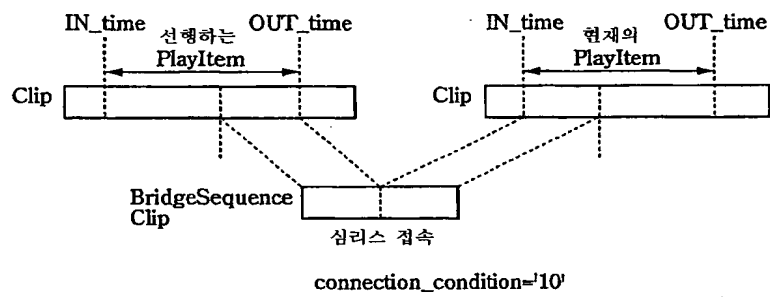 IN_time 선행하는 OUT_time
PlayItem
IN_time 현재의 OUT_time
PlayItem
Clip
Clip
BridgeSequence
Clip
심리스 접속
connection_condition='10'